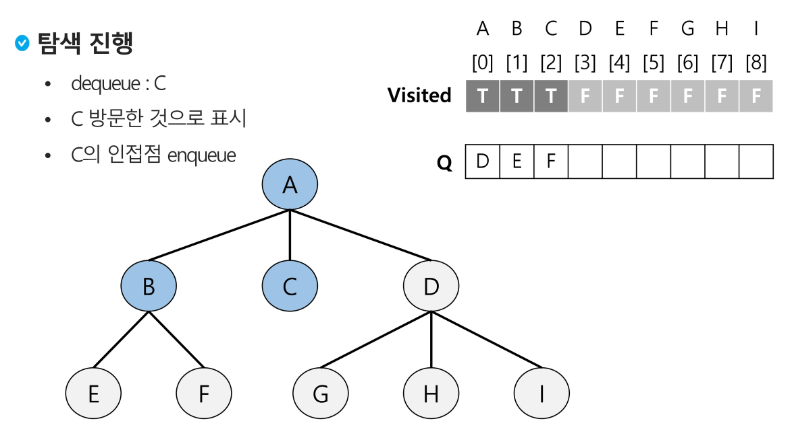 탐색 진행
• dequeue : C
• C 방문한 것으로 표시
• C의 인접점 enqueue
A B C D E F G H I
[0] [1] [2] [3] [4] [5] [6] [7] [8]
Visited T T T F F F F F F
Q D E F
A
B C D
E F G H I